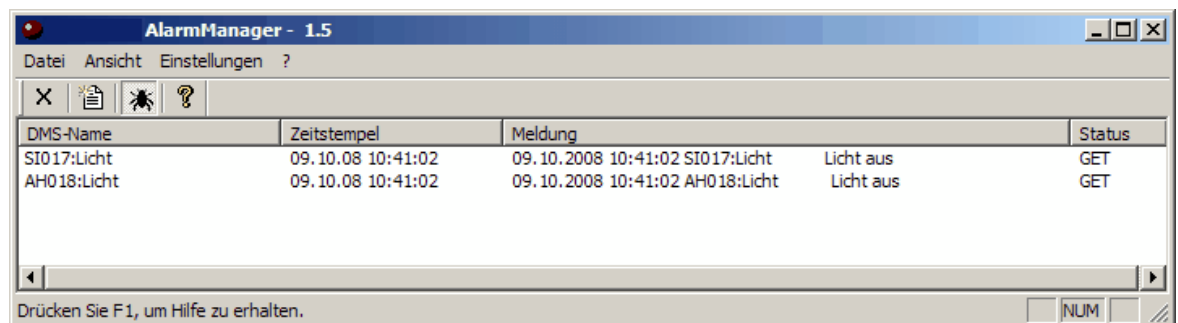 AlarmManager - 1.5
Datei Ansicht Einstellungen ?
DMS-Name Zeitstempel Meldung Status
SI017:Licht 09.10.08 10:41:02 09.10.2008 10:41:02 SI017:Licht Licht aus GET
AH018:Licht 09.10.08 10:41:02 09.10.2008 10:41:02 AH018:Licht Licht aus GET
Drücken Sie F1, um Hilfe zu erhalten. NUM